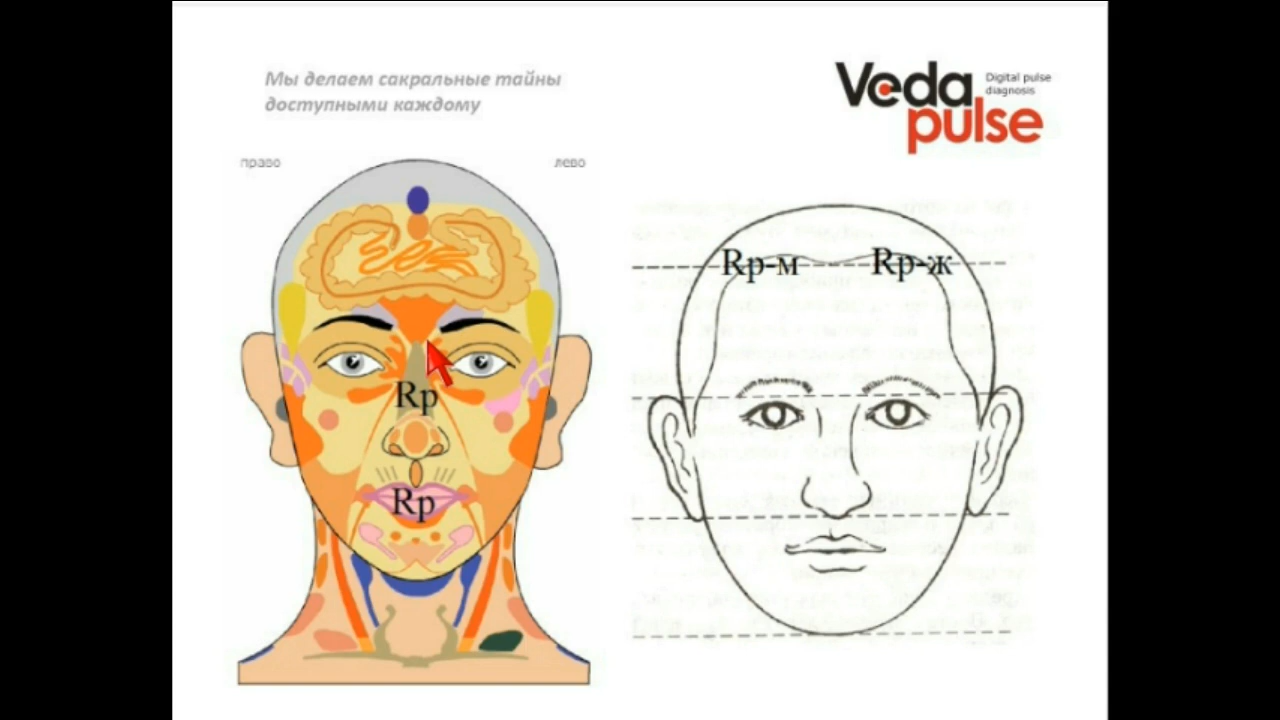 Мы делаем сакральные тайны
доступными каждому
Veda
pulse
Digital pulse
diagnosis
право
лево
Rp
Rp
Rp-м
Rp-ж